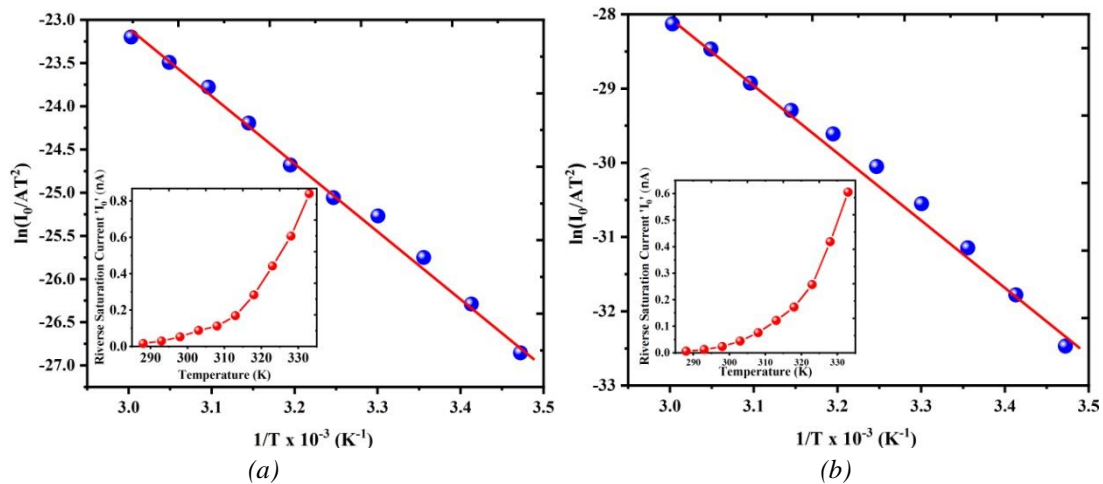 -23.0
-23.5
-24.0
-24.5
-25.0
-25.5
-26.0
-26.5
-27.0
ln(I₀/AT²)
3.0 3.1 3.2 3.3 3.4 3.5
1/T x 10⁻³ (K⁻¹)
Riverse Saturation Current 'I₀' (nA)
0.8
0.6
0.4
0.2
0.0
290 300 310 320 330
Temperature (K)
(a)
-28
-29
-30
-31
-32
-33
ln(I₀/AT²)
3.0 3.1 3.2 3.3 3.4 3.5
1/T x 10⁻³ (K⁻¹)
Riverse Saturation Current 'I₀' (nA)
0.6
0.5
0.4
0.3
0.2
0.1
0.0
290 300 310 320 330
Temperature (K)
(b)